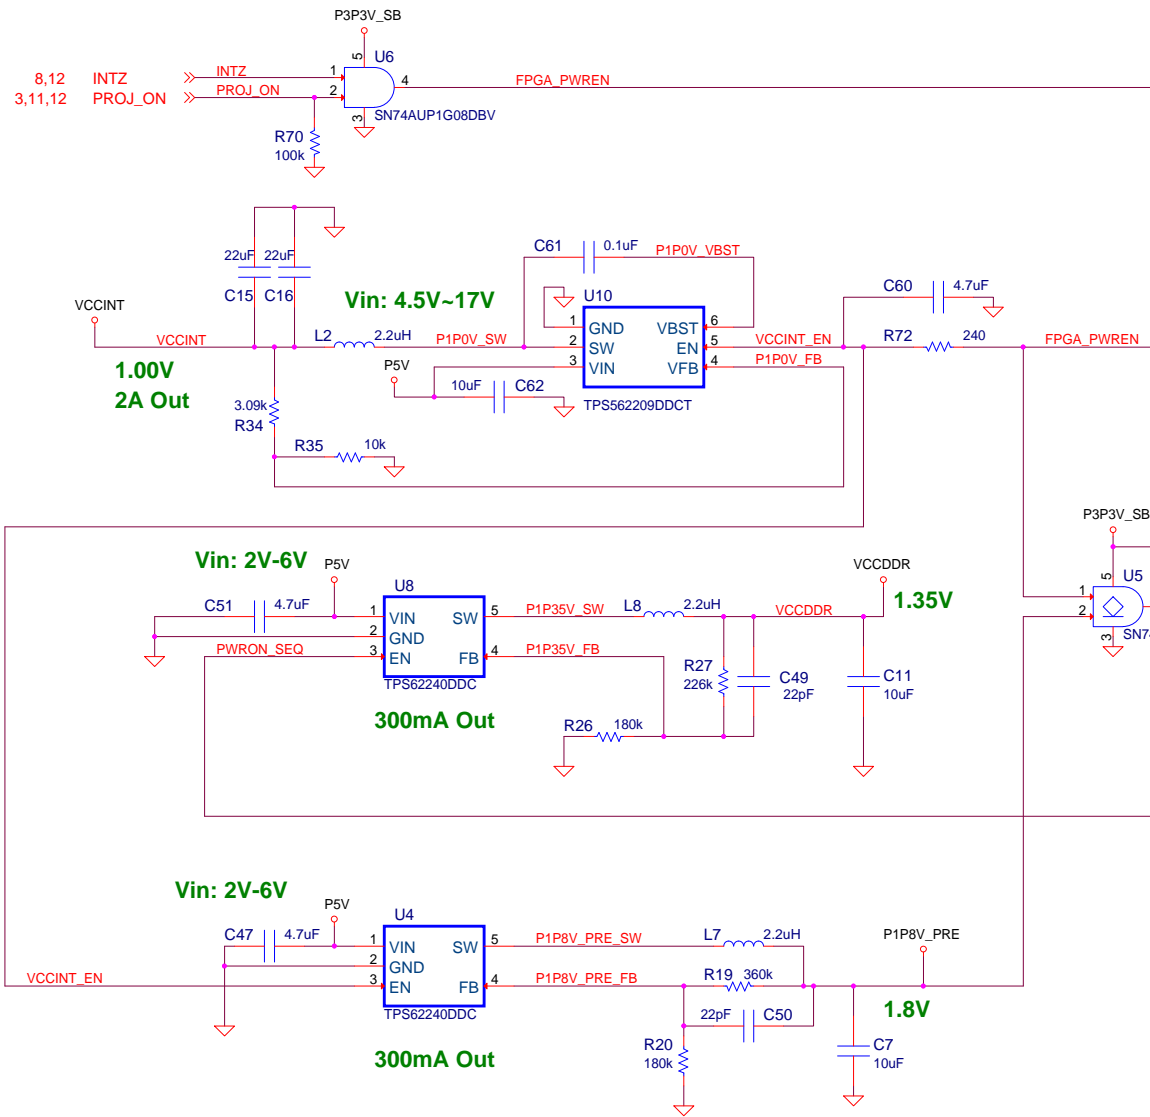 P3P3V_SB
5
U6
8,12 INTZ
INTZ
1
4
FPGA_PWREN
3,11,12 PROJ_ON
PROJ_ON
2
3
SN74AUP1G08DBV
R70
100k
22uF
22uF
C15
C16
C61
0.1uF
P1P0V_VBST
Vin: 4.5V~17V
U10
C60
4.7uF
VCCINT
VCCINT
L2
2.2uH
P1P0V_SW
1
GND
VBST
6
2
SW
EN
5
VCCINT_EN
R72
240
FPGA_PWREN
3
VIN
VFB
4
P1P0V_FB
1.00V
2A Out
P5V
10uF
C62
TPS562209DDCT
3.09k
R34
R35
10k
P3P3V_SB
Vin: 2V-6V
P5V
VCCDDR
U8
5
U5
C51
4.7uF
1
VIN
SW
5
P1P35V_SW
L8
2.2uH
VCCDDR
1.35V
1
2
2
GND
3
SN74
PWRON_SEQ
3
EN
FB
4
P1P35V_FB
TPS62240DDC
R27
226k
C49
22pF
C11
10uF
300mA Out
R26
180k
Vin: 2V-6V
P5V
U4
C47
4.7uF
1
VIN
SW
5
P1P8V_PRE_SW
L7
2.2uH
P1P8V_PRE
2
GND
VCCINT_EN
3
EN
FB
4
P1P8V_PRE_FB
R19
360k
TPS62240DDC
22pF
C50
1.8V
300mA Out
R20
180k
C7
10uF